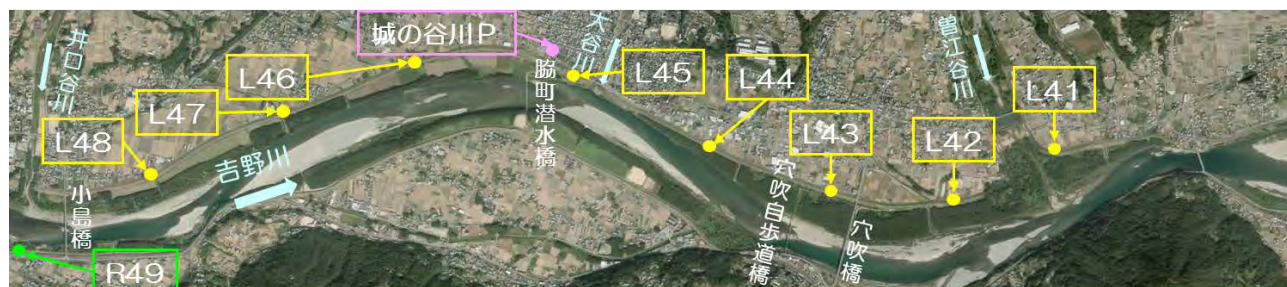 井口谷川
L48
L47
L46
城の谷川P
大谷川
L45
L44
曽江谷川
L41
L43
L42
吉野川
小島橋
脇町潜水橋
穴吹自歩道橋
穴吹橋
R49